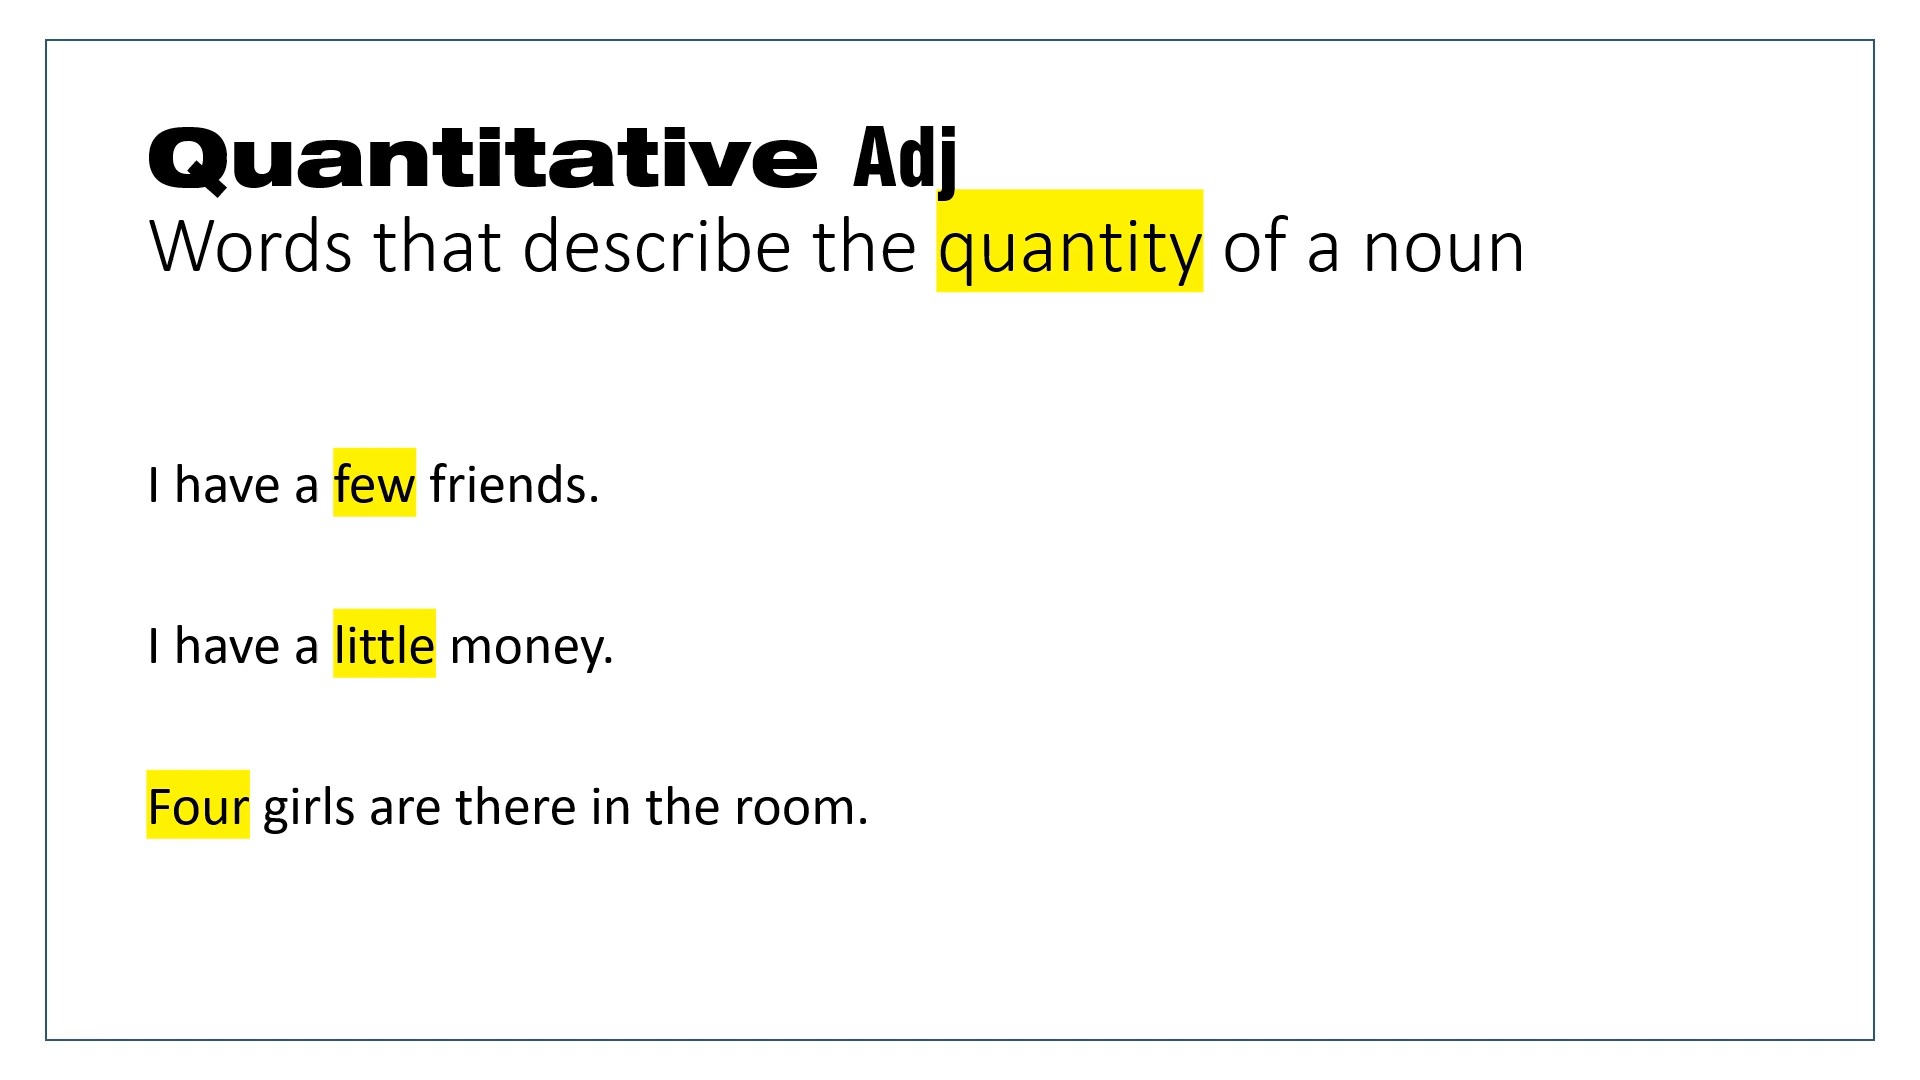 Quantitative Adj
Words that describe the quantity of a noun
I have a few friends.
I have a little money.
Four girls are there in the room.